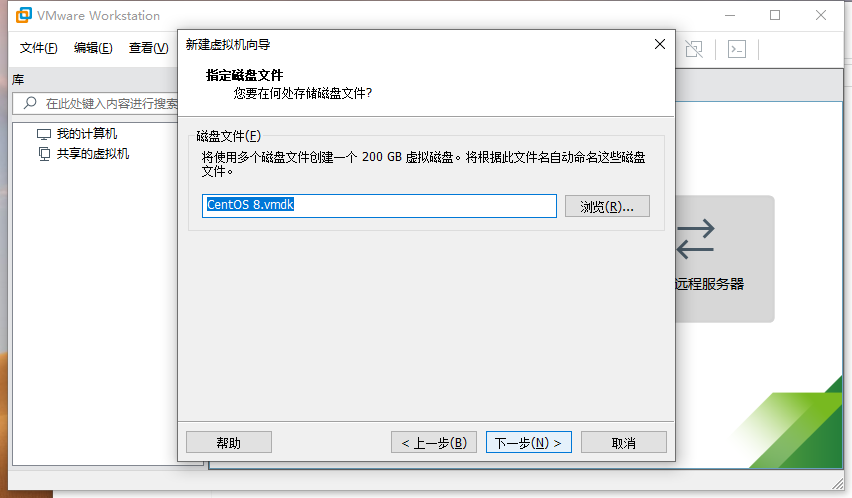 VMware Workstation
文件(F) 编辑(E) 查看(V)
库
在此处键入内容进行搜索
我的计算机
共享的虚拟机
新建虚拟机向导
指定磁盘文件
您要在何处存储磁盘文件?
磁盘文件(F)
将使用多个磁盘文件创建一个 200 GB 虚拟磁盘。将根据此文件名自动命名这些磁盘
文件。
CentOS 8.vmdk
浏览(R)...
远程服务器
帮助
< 上一步(B)
下一步(N) >
取消